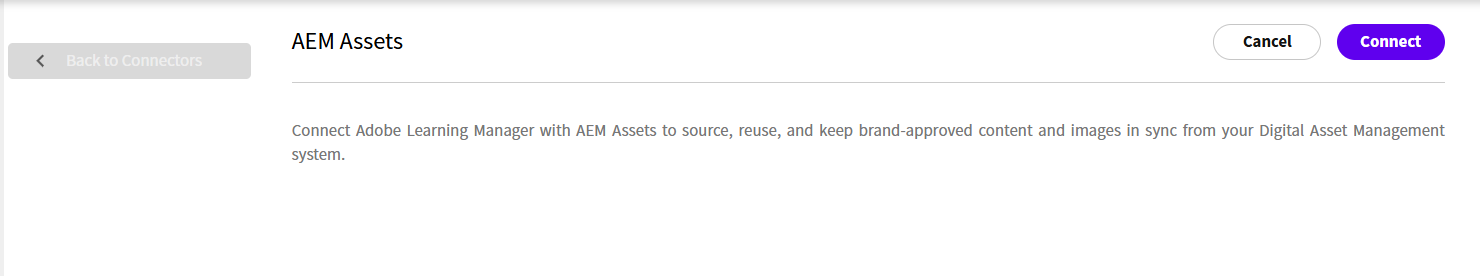 AEM Assets
Cancel
Connect
Back to Connectors
Connect Adobe Learning Manager with AEM Assets to source, reuse, and keep brand-approved content and images in sync from your Digital Asset Management
system.